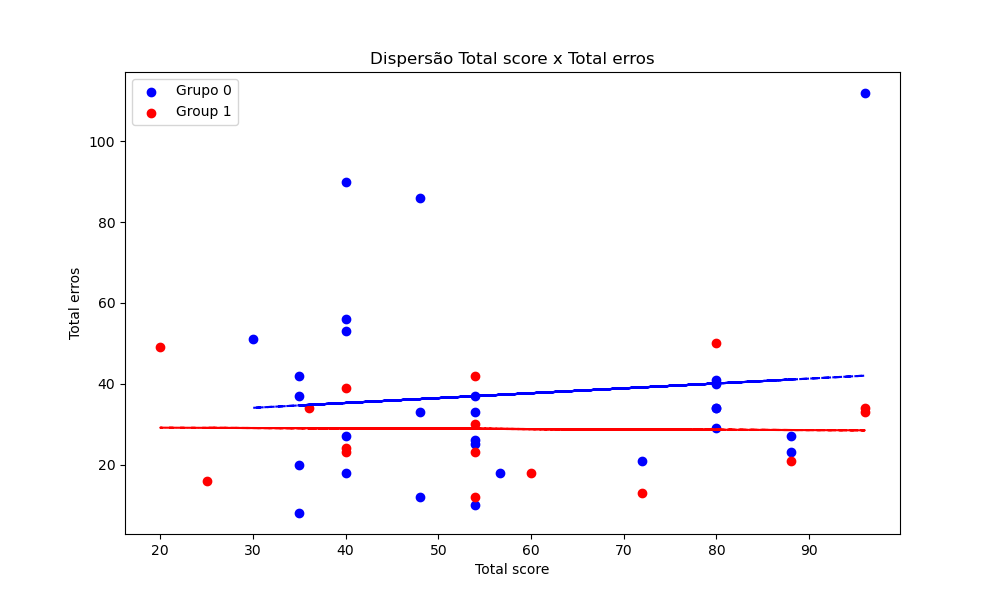 Dispersão Total score x Total erros
Grupo 0
Group 1
Total erros
100
80
60
40
20
20 30 40 50 60 70 80 90
Total score